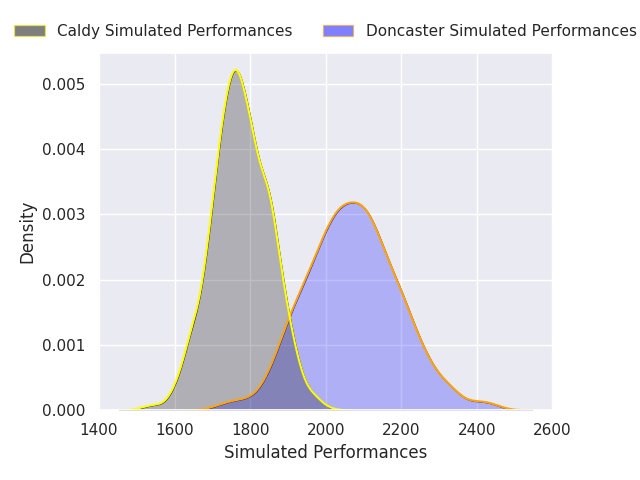 Caldy Simulated Performances
Doncaster Simulated Performances
0.005
0.004
0.003
0.002
0.001
0.000
Density
1400 1600 1800 2000 2200 2400 2600
Simulated Performances